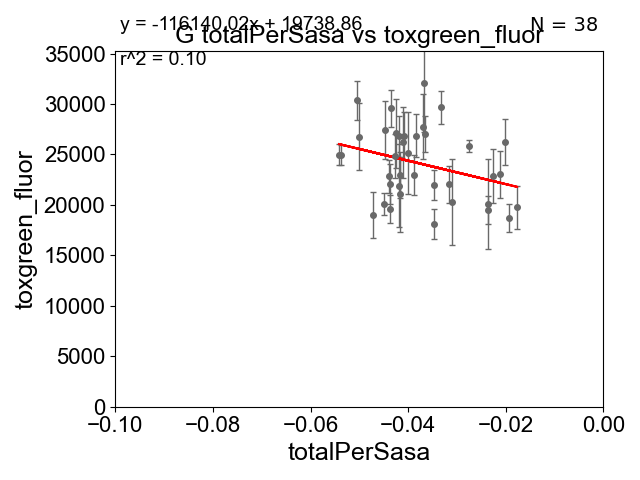 y = -116140.02x + 19738.86
N = 38
G totalPerSasa vs toxgreen_fluor
r^2 = 0.10
35000
30000
25000
20000
15000
10000
5000
0
toxgreen_fluor
−0.10
−0.08
−0.06
−0.04
−0.02
0.00
totalPerSasa